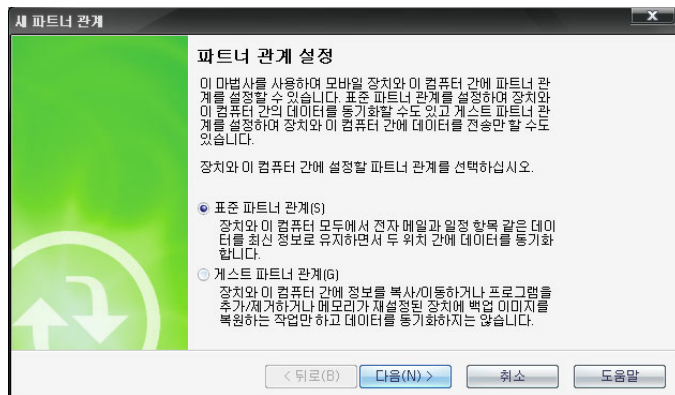 새 파트너 관계
파트너 관계 설정
이 마법사를 사용하여 모바일 장치와 이 컴퓨터 간에 파트너 관
계를 설정할 수 있습니다. 표준 파트너 관계를 설정하여 장치와
이 컴퓨터 간의 데이터를 동기화할 수도 있고 게스트 파트너 관
계를 설정하여 장치와 이 컴퓨터 간에 데이터를 전송만 할 수도
있습니다.
장치와 이 컴퓨터 간에 설정할 파트너 관계를 선택하십시오.
표준 파트너 관계(S)
장치와 이 컴퓨터 모두에서 전자 메일과 일정 항목 같은 데이
터를 최신 정보로 유지하면서 두 위치 간에 데이터를 동기화
합니다.
게스트 파트너 관계(G)
장치와 이 컴퓨터 간에 정보를 복사/이동하거나 프로그램을
추가/제거하거나 메모리가 재설정된 장치에 백업 이미지를
복원하는 작업만 하고 데이터를 동기화하지는 않습니다.
< 뒤로(B) 다음(N) > 취소 도움말